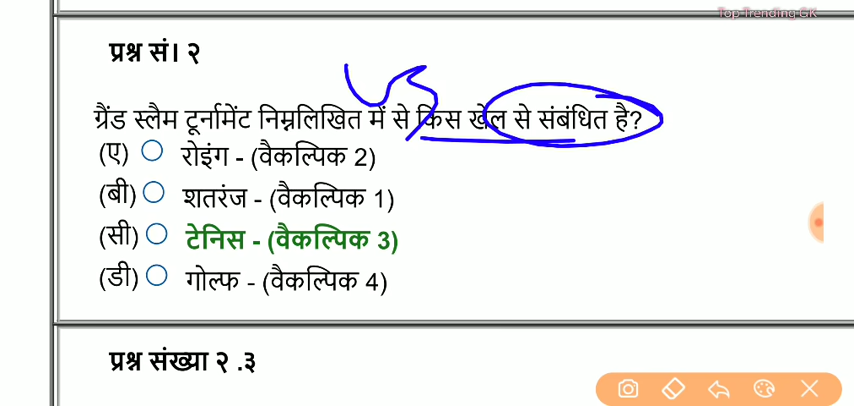 Top Trending GK
प्रश्न सं। २
ग्रैंड स्लैम टूर्नामेंट निम्नलिखित में से किस खेल से संबंधित है?
(ए) रोइंग - (वैकल्पिक 2)
(बी) शतरंज - (वैकल्पिक 1)
(सी) टेनिस - (वैकल्पिक 3)
(डी) गोल्फ - (वैकल्पिक 4)
प्रश्न संख्या २ .३